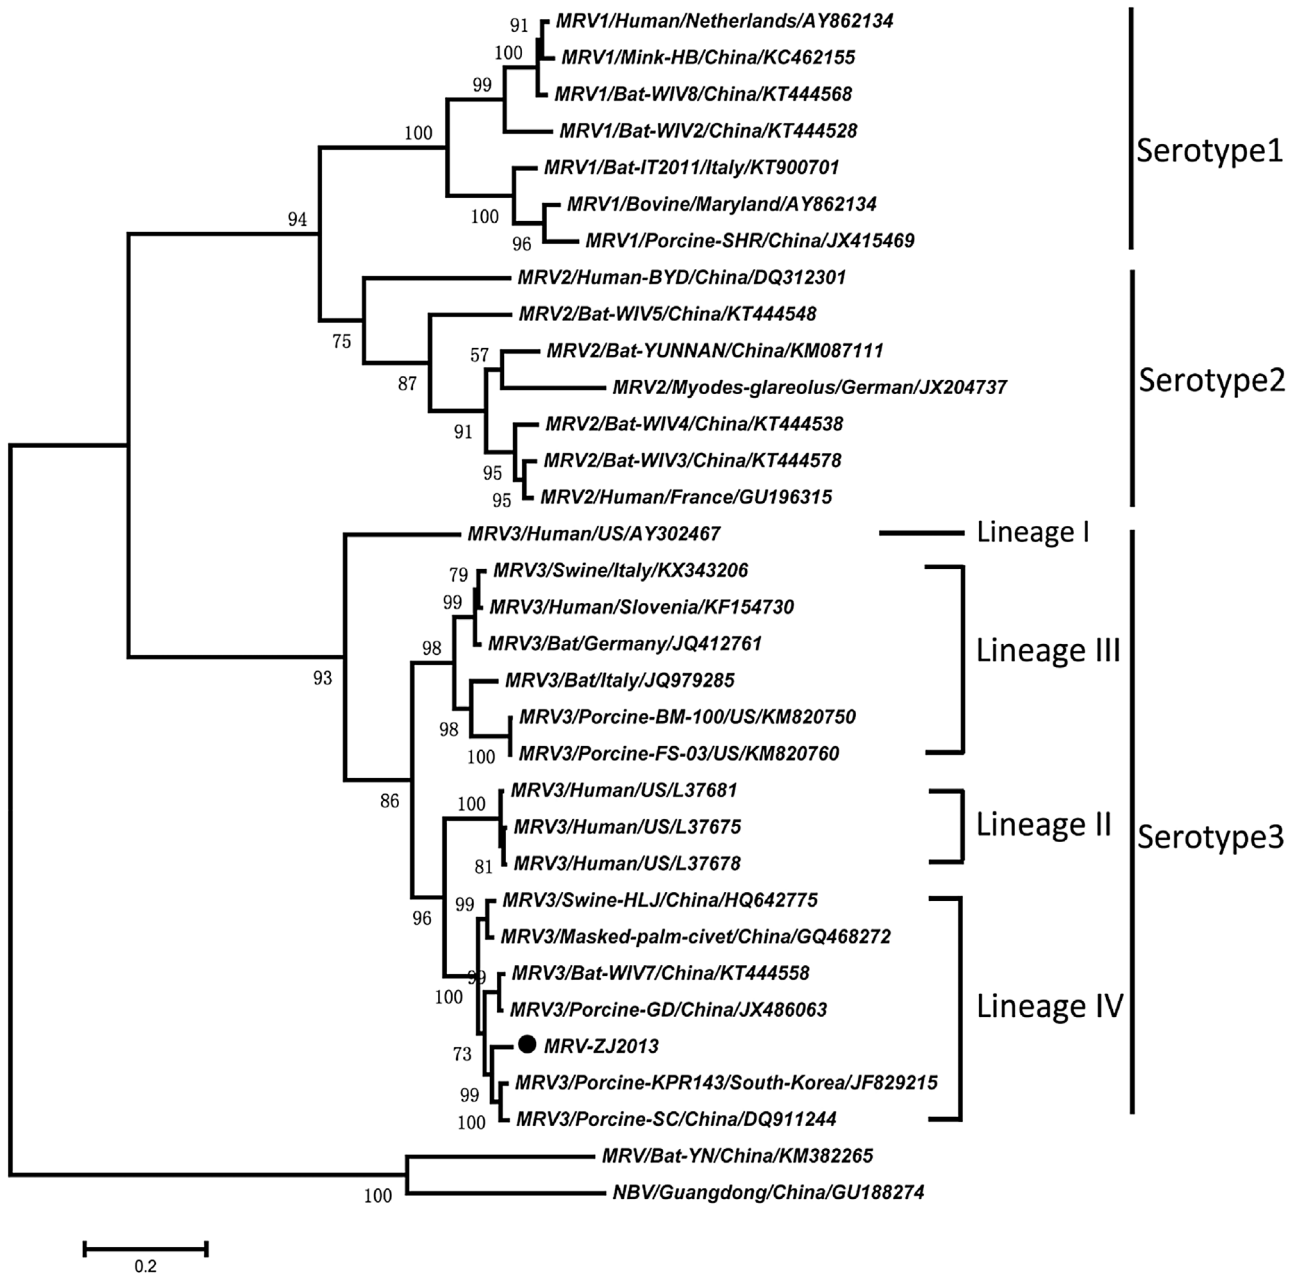 MRV1/Human/Netherlands/AY862134
91
MRV1/Mink-HB/China/KC462155
100
MRV1/Bat-WIV8/China/KT444568
99
MRV1/Bat-WIV2/China/KT444528
100
Serotype1
MRV1/Bat-IT2011/Italy/KT900701
MRV1/Bovine/Maryland/AY862134
100
MRV1/Porcine-SHR/China/JX415469
96
94
MRV2/Human-BYD/China/DQ312301
MRV2/Bat-WIV5/China/KT444548
75
MRV2/Bat-YUNNAN/China/KM087111
57
87
Serotype2
MRV2/Myodes-glareolus/German/JX204737
MRV2/Bat-WIV4/China/KT444538
91
MRV2/Bat-WIV3/China/KT444578
95
MRV2/Human/France/GU196315
95
MRV3/Human/US/AY302467
Lineage I
MRV3/Swine/Italy/KX343206
79
MRV3/Human/Slovenia/KF154730
99
MRV3/Bat/Germany/JQ412761
98
Lineage III
MRV3/Bat/Italy/JQ979285
93
MRV3/Porcine-BM-100/US/KM820750
98
MRV3/Porcine-FS-03/US/KM820760
100
MRV3/Human/US/L37681
86
100
MRV3/Human/US/L37675
Lineage II
Serotype3
MRV3/Human/US/L37678
81
MRV3/Swine-HLJ/China/HQ642775
99
96
MRV3/Masked-palm-civet/China/GQ468272
MRV3/Bat-WIV7/China/KT444558
99
100
MRV3/Porcine-GD/China/JX486063
Lineage IV
MRV-ZJ2013
73
MRV3/Porcine-KPR143/South-Korea/JF829215
99
MRV3/Porcine-SC/China/DQ911244
100
MRV/Bat-YN/China/KM382265
NBV/Guangdong/China/GU188274
100
0.2